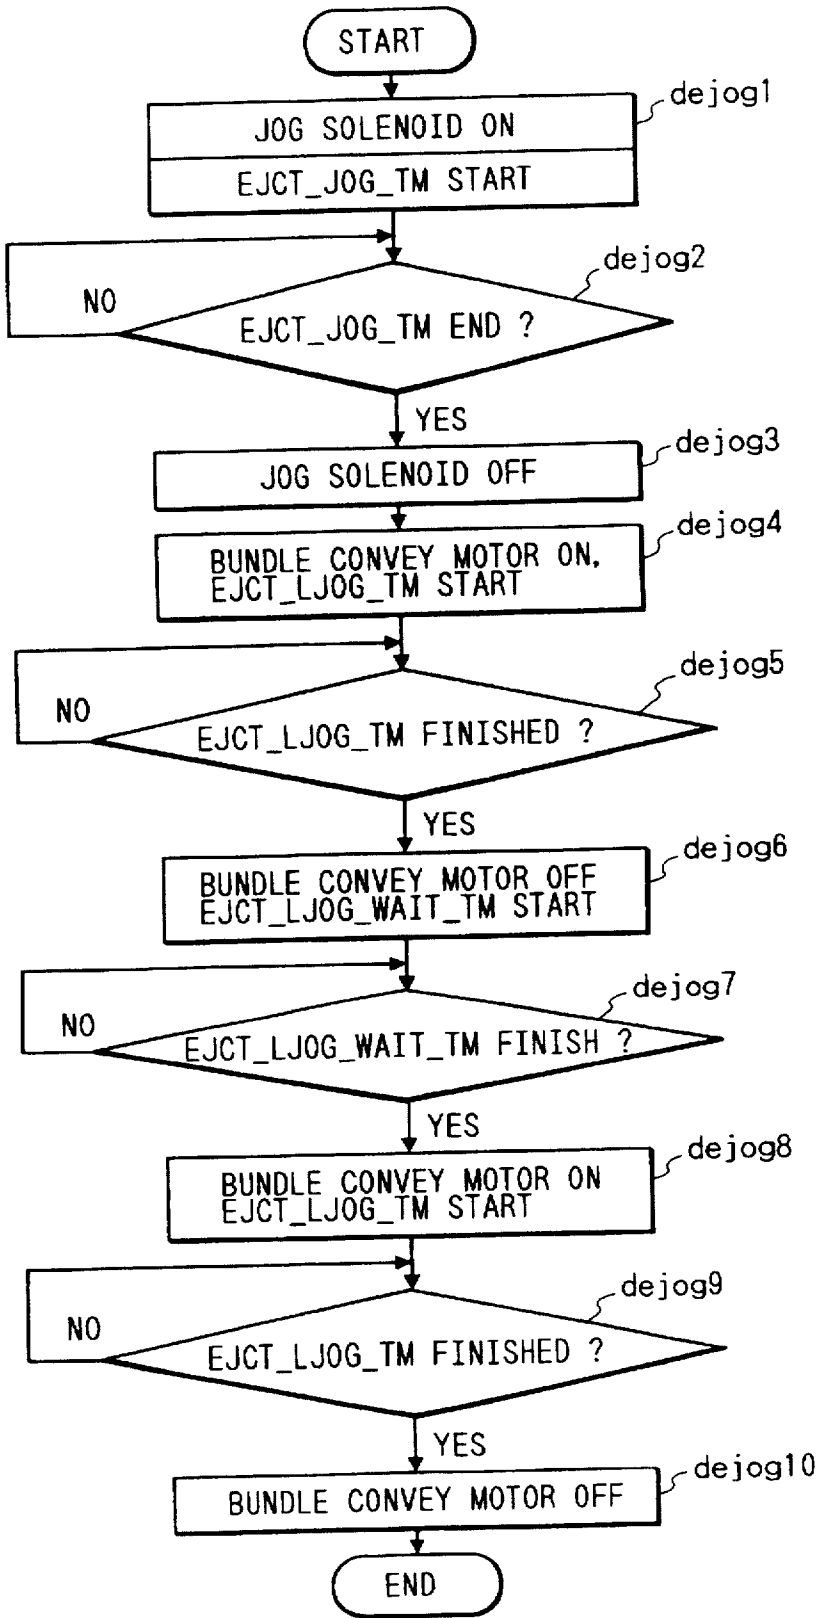 START
dejog1
JOG SOLENOID ON
EJCT_JOG_TM START
dejog2
NO
EJCT_JOG_TM END ?
YES
dejog3
JOG SOLENOID OFF
dejog4
BUNDLE CONVEY MOTOR ON,
EJCT_LJOG_TM START
dejog5
NO
EJCT_LJOG_TM FINISHED ?
YES
dejog6
BUNDLE CONVEY MOTOR OFF
EJCT_LJOG_WAIT_TM START
dejog7
NO
EJCT_LJOG_WAIT_TM FINISH ?
YES
dejog8
BUNDLE CONVEY MOTOR ON
EJCT_LJOG_TM START
dejog9
NO
EJCT_LJOG_TM FINISHED ?
YES
dejog10
BUNDLE CONVEY MOTOR OFF
END